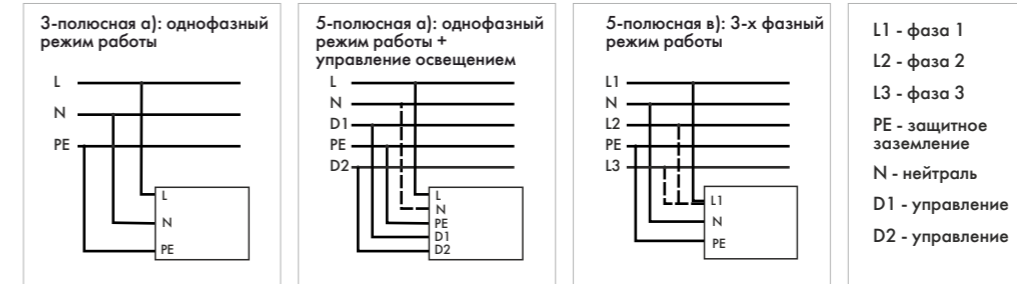 3-полюсная а): однофазный
режим работы
L
N
PE
L
N
PE
5-полюсная а): однофазный
режим работы +
управление освещением
L
N
D1
PE
D2
L
N
PE
D1
D2
5-полюсная в): 3-х фазный
режим работы
L1
N
L2
PE
L3
L1
N
PE
L1 - фаза 1
L2 - фаза 2
L3 - фаза 3
PE - защитное
заземление
N - нейтраль
D1 - управление
D2 - управление